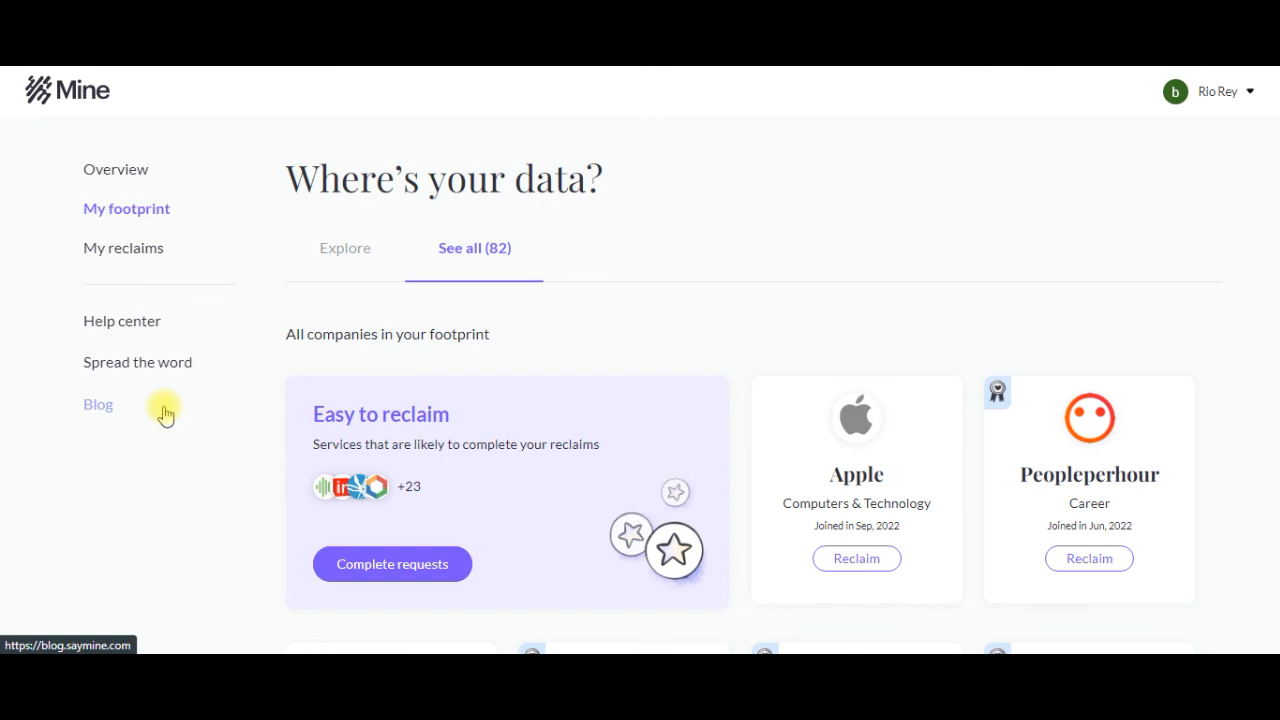 Mine
b
Rio Rey
Overview
My footprint
My reclaims
Help center
Spread the word
Blog
Where's your data?
Explore
See all (82)
All companies in your footprint
Easy to reclaim
Services that are likely to complete your reclaims
in
+23
Complete requests
Apple
Computers & Technology
Joined in Sep, 2022
Reclaim
Peopleperhour
Career
Joined in Jun, 2022
Reclaim
https://blog.saymine.com